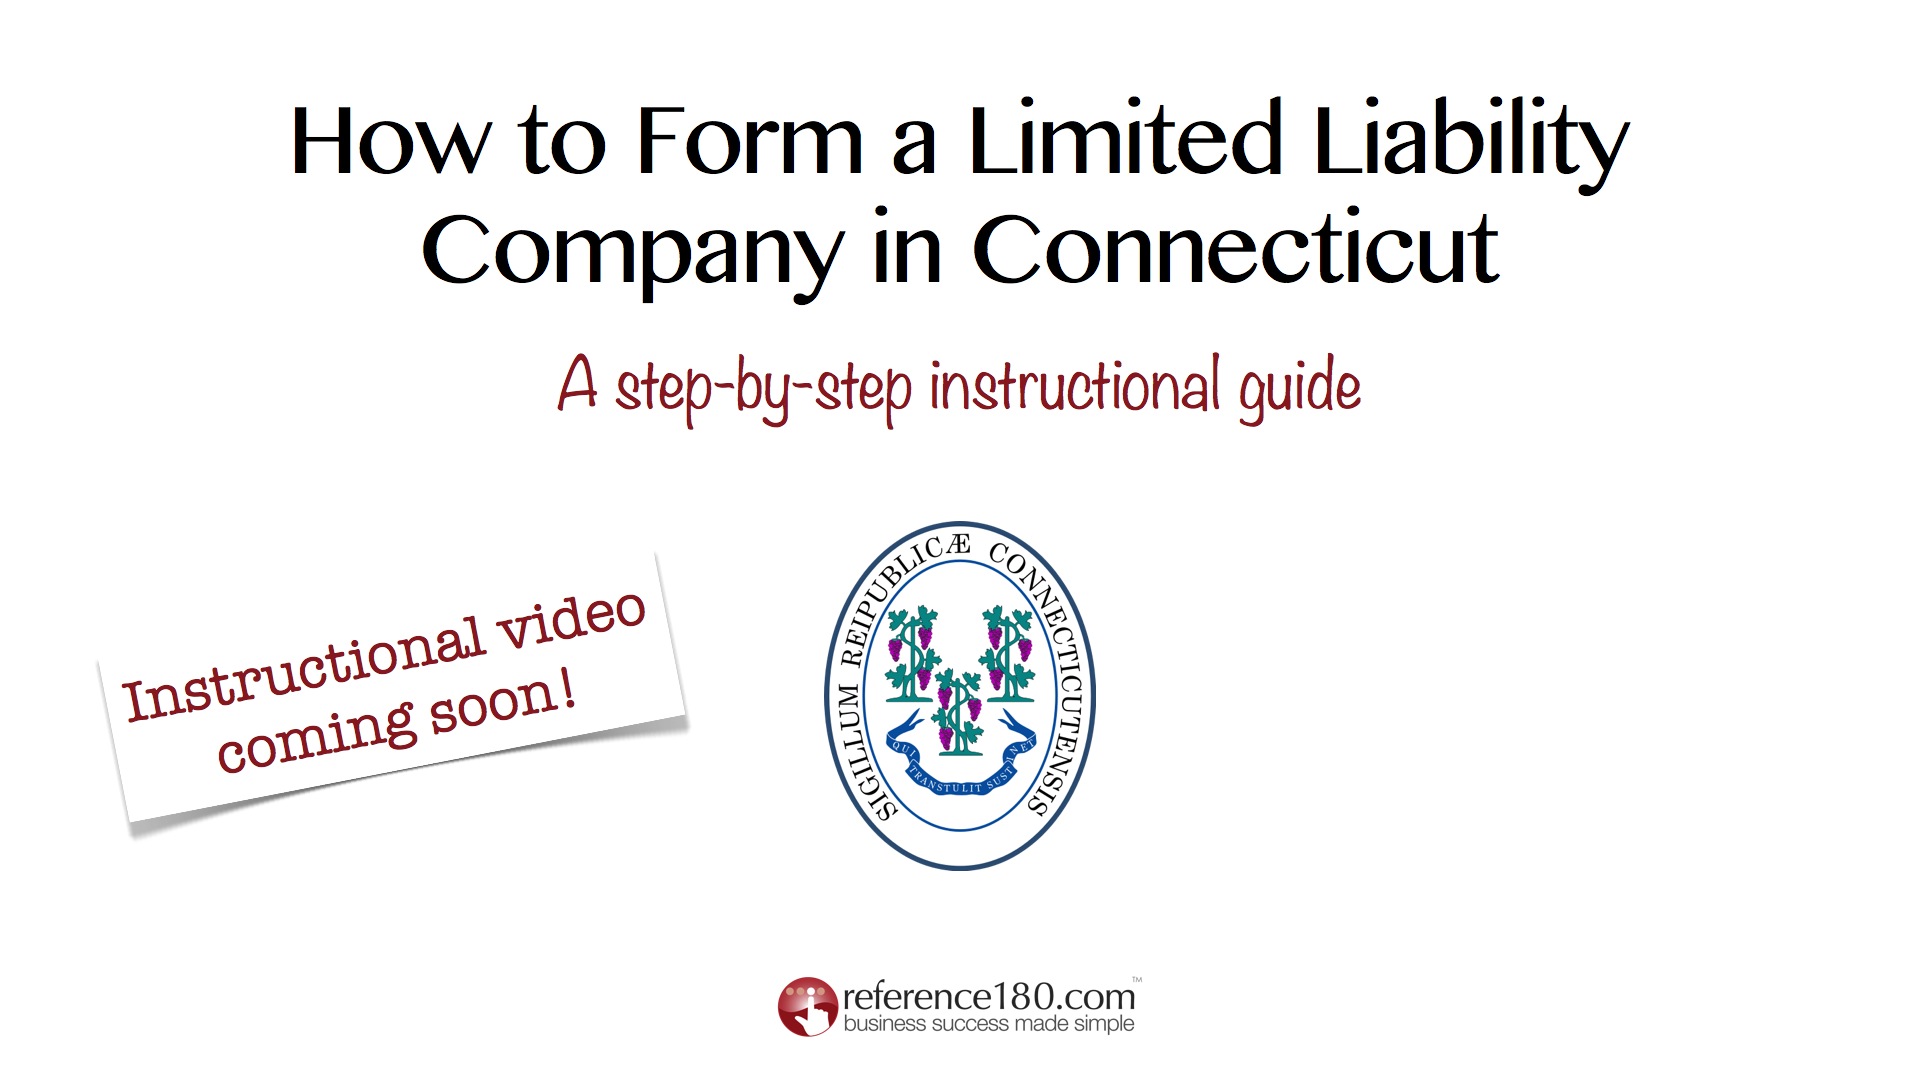 How to Form a Limited Liability
Company in Connecticut
A step-by-step instructional guide
Instructional video
coming soon!
SIGILLUM REIPUBLICÆ CONNECTICUTENSIS
QUI TRANSTULIT SUSTINET
reference180.com™
business success made simple